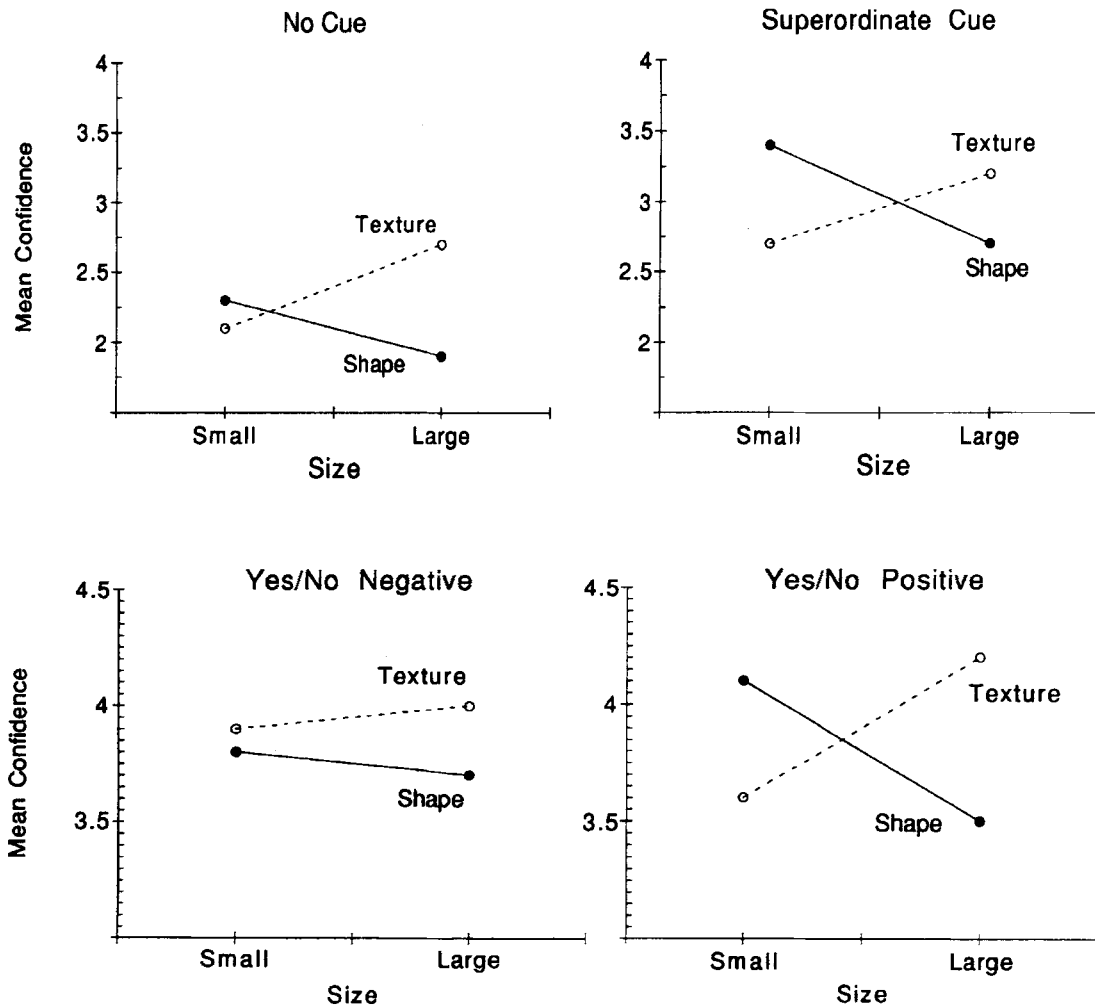 No Cue
4
3.5
3
2.5
2
Mean Confidence
Texture
Shape
Small Large
Size
Superordinate Cue
4
3.5
3
2.5
2
Texture
Shape
Small Large
Size
Yes/No Negative
4.5
4
3.5
Mean Confidence
Texture
Shape
Small Large
Size
Yes/No Positive
4.5
4
3.5
Texture
Shape
Small Large
Size